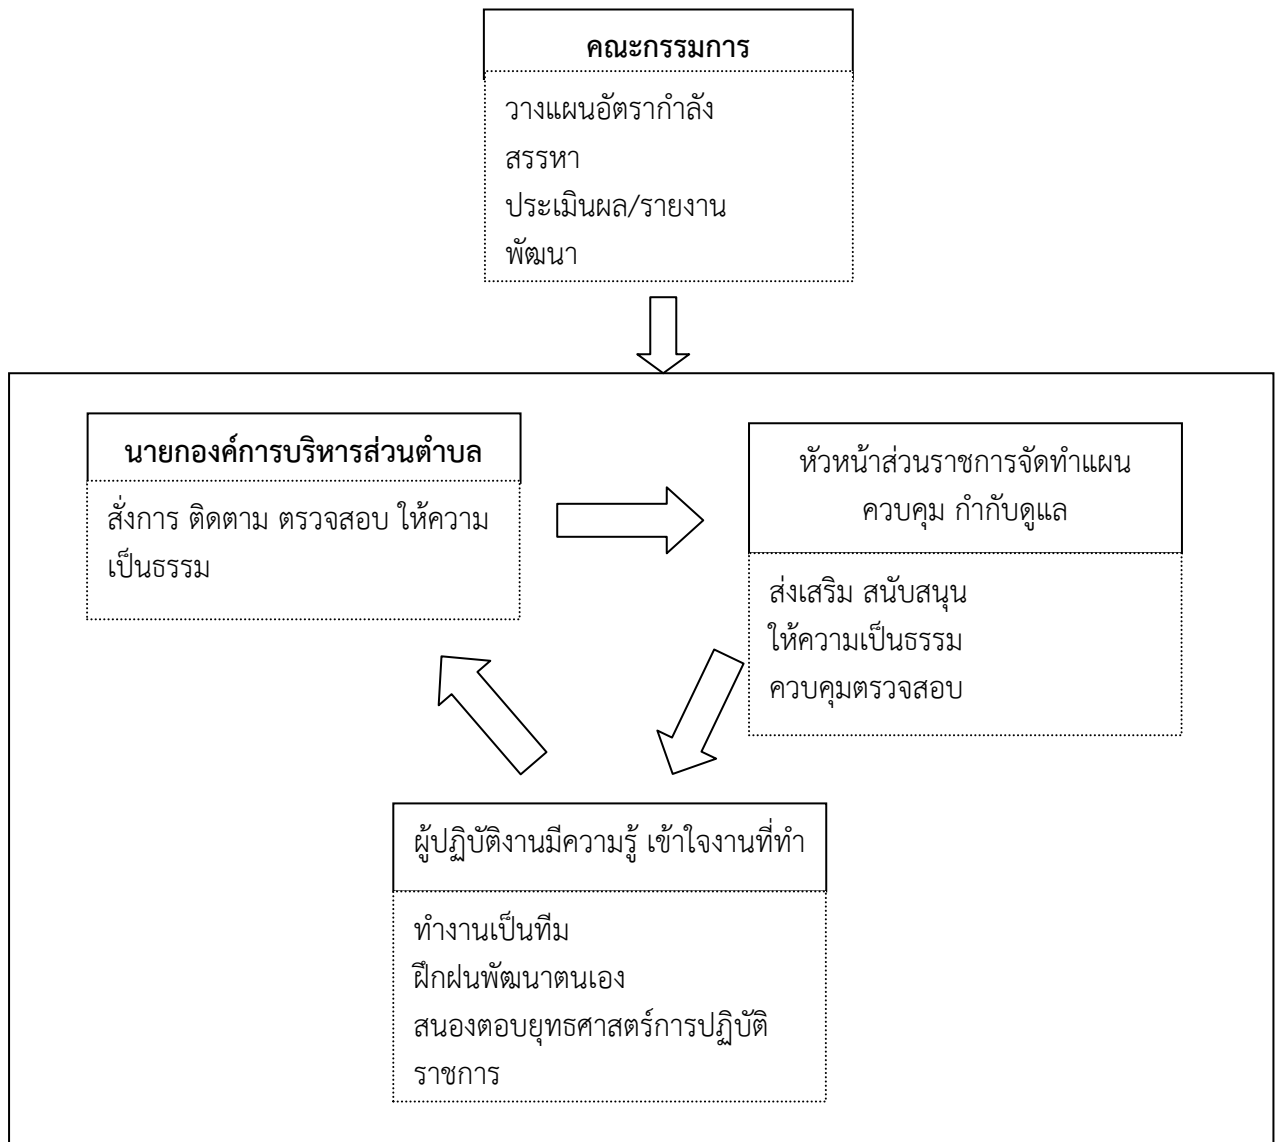 คณะกรรมการ
วางแผนอัตรากำลัง
สรรหา
ประเมินผล/รายงาน
พัฒนา
นายกองค์การบริหารส่วนตำบล
สั่งการ ติดตาม ตรวจสอบ ให้ความ
เป็นธรรม
หัวหน้าส่วนราชการจัดทำแผน
ควบคุม กำกับดูแล
ส่งเสริม สนับสนุน
ให้ความเป็นธรรม
ควบคุมตรวจสอบ
ผู้ปฏิบัติงานมีความรู้ เข้าใจงานที่ทำ
ทำงานเป็นทีม
ฝึกฝนพัฒนาตนเอง
สนองตอบยุทธศาสตร์การปฏิบัติ
ราชการ